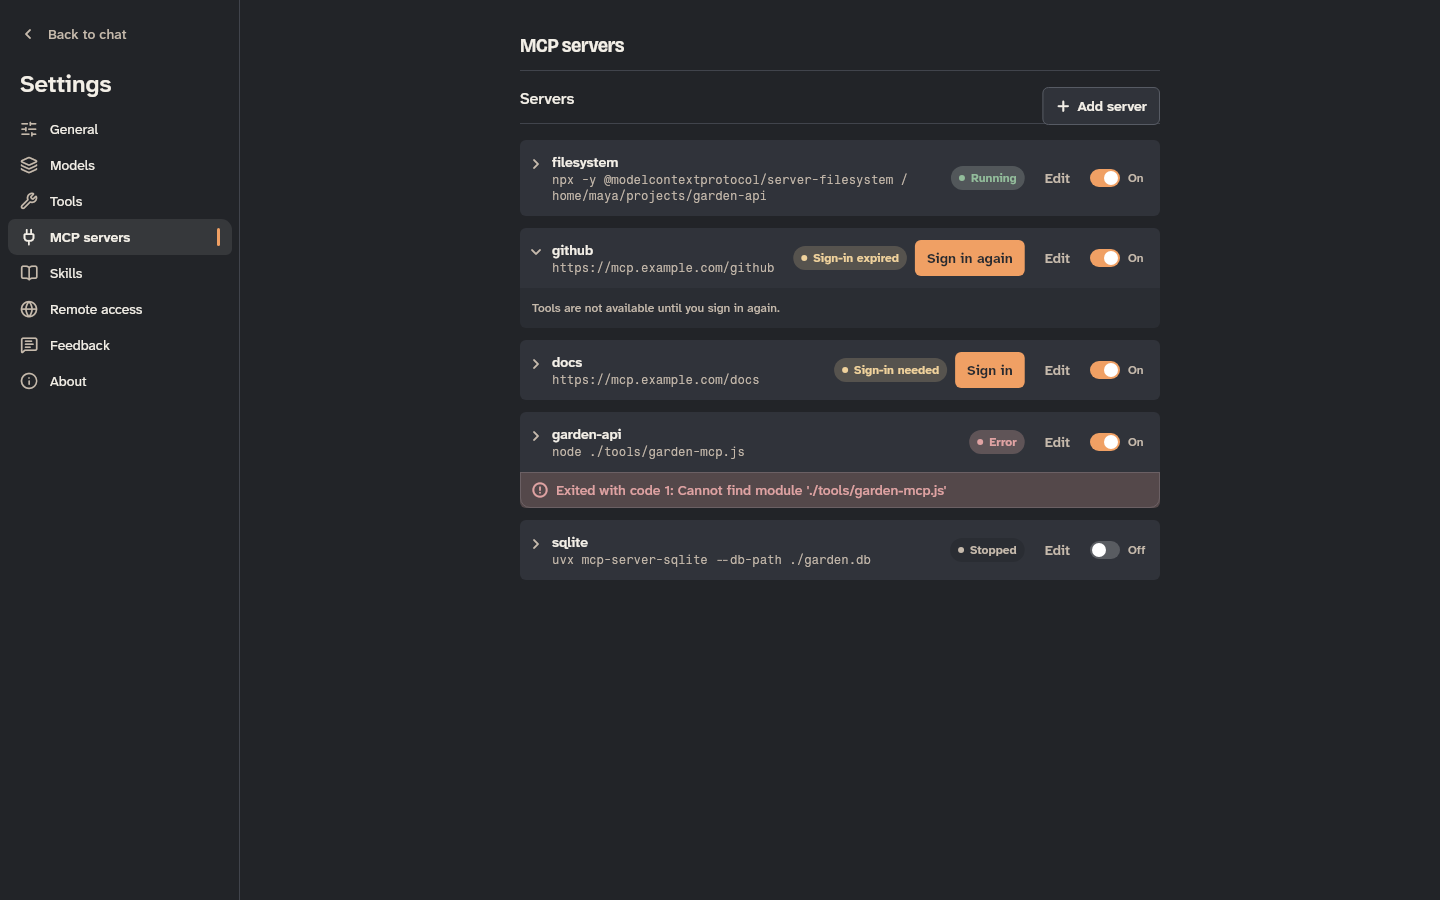 Back to chat
Settings
General
Models
Tools
MCP servers
Skills
Remote access
Feedback
About
MCP servers
Servers
Add server
filesystem
npx -y @modelcontextprotocol/server-filesystem /
home/maya/projects/garden-api
Running
Edit
On
github
https://mcp.example.com/github
Sign-in expired
Sign in again
Edit
On
Tools are not available until you sign in again.
docs
https://mcp.example.com/docs
Sign-in needed
Sign in
Edit
On
garden-api
node ./tools/garden-mcp.js
Error
Edit
On
Exited with code 1: Cannot find module './tools/garden-mcp.js'
sqlite
uvx mcp-server-sqlite --db-path ./garden.db
Stopped
Edit
Off